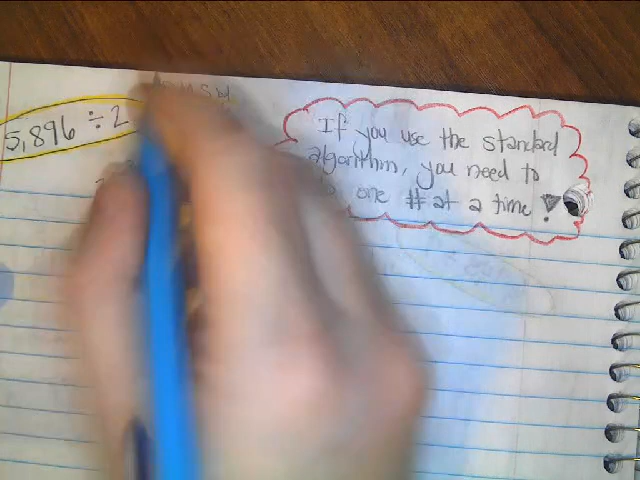 5,896 ÷ 2
If you use the standard
algorithm, you need to
one # at a time!